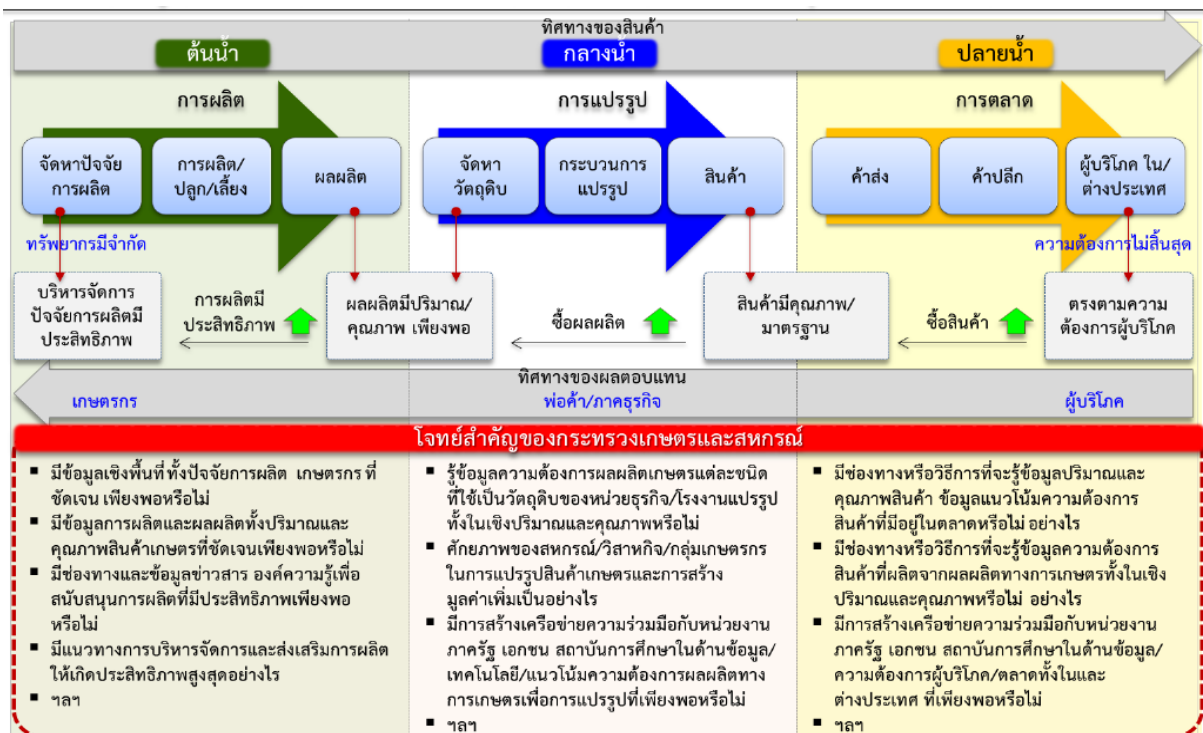 ทิศทางของสินค้า
ต้นน้ำ
กลางน้ำ
ปลายน้ำ
การผลิต
การแปรรูป
การตลาด
จัดหาปัจจัย
การผลิต
การผลิต/
ปลูก/เลี้ยง
ผลผลิต
จัดหา
วัตถุดิบ
กระบวนการ
แปรรูป
สินค้า
ค้าส่ง
ค้าปลีก
ผู้บริโภค ใน/
ต่างประเทศ
ทรัพยากรมีจำกัด
ความต้องการไม่สิ้นสุด
บริหารจัดการ
ปัจจัยการผลิตมี
ประสิทธิภาพ
การผลิตมี
ประสิทธิภาพ
ผลผลิตมีปริมาณ/
คุณภาพ เพียงพอ
ซื้อผลผลิต
สินค้ามีคุณภาพ/
มาตรฐาน
ซื้อสินค้า
ตรงตามความ
ต้องการผู้บริโภค
ทิศทางของผลตอบแทน
เกษตรกร
พ่อค้า/ภาคธุรกิจ
ผู้บริโภค
โจทย์สำคัญของกระทรวงเกษตรและสหกรณ์
▪ มีข้อมูลเชิงพื้นที่ ทั้งปัจจัยการผลิต เกษตรกร ที่
ชัดเจน เพียงพอหรือไม่
▪ มีข้อมูลการผลิตและผลผลิตทั้งปริมาณและ
คุณภาพสินค้าเกษตรที่ชัดเจนเพียงพอหรือไม่
▪ มีช่องทางและข้อมูลข่าวสาร องค์ความรู้เพื่อ
สนับสนุนการผลิตที่มีประสิทธิภาพเพียงพอ
หรือไม่
▪ มีแนวทางการบริหารจัดการและส่งเสริมการผลิต
ให้เกิดประสิทธิภาพสูงสุดอย่างไร
▪ ฯลฯ
▪ รู้ข้อมูลความต้องการผลผลิตเกษตรแต่ละชนิด
ที่ใช้เป็นวัตถุดิบของหน่วยธุรกิจ/โรงงานแปรรูป
ทั้งในเชิงปริมาณและคุณภาพหรือไม่
▪ ศักยภาพของสหกรณ์/วิสาหกิจ/กลุ่มเกษตรกร
ในการแปรรูปสินค้าเกษตรและการสร้าง
มูลค่าเพิ่มเป็นอย่างไร
▪ มีการสร้างเครือข่ายความร่วมมือกับหน่วยงาน
ภาครัฐ เอกชน สถาบันการศึกษาในด้านข้อมูล/
เทคโนโลยี/แนวโน้มความต้องการผลผลิตทาง
การเกษตรเพื่อการแปรรูปที่เพียงพอหรือไม่
▪ ฯลฯ
▪ มีช่องทางหรือวิธีการที่จะรู้ข้อมูลปริมาณและ
คุณภาพสินค้า ข้อมูลแนวโน้มความต้องการ
สินค้าที่มีอยู่ในตลาดหรือไม่ อย่างไร
▪ มีช่องทางหรือวิธีการที่จะรู้ข้อมูลความต้องการ
สินค้าที่ผลิตจากผลผลิตทางการเกษตรทั้งในเชิง
ปริมาณและคุณภาพหรือไม่ อย่างไร
▪ มีการสร้างเครือข่ายความร่วมมือกับหน่วยงาน
ภาครัฐ เอกชน สถาบันการศึกษาในด้านข้อมูล/
ความต้องการผู้บริโภค/ตลาดทั้งในและ
ต่างประเทศ ที่เพียงพอหรือไม่
▪ ฯลฯ